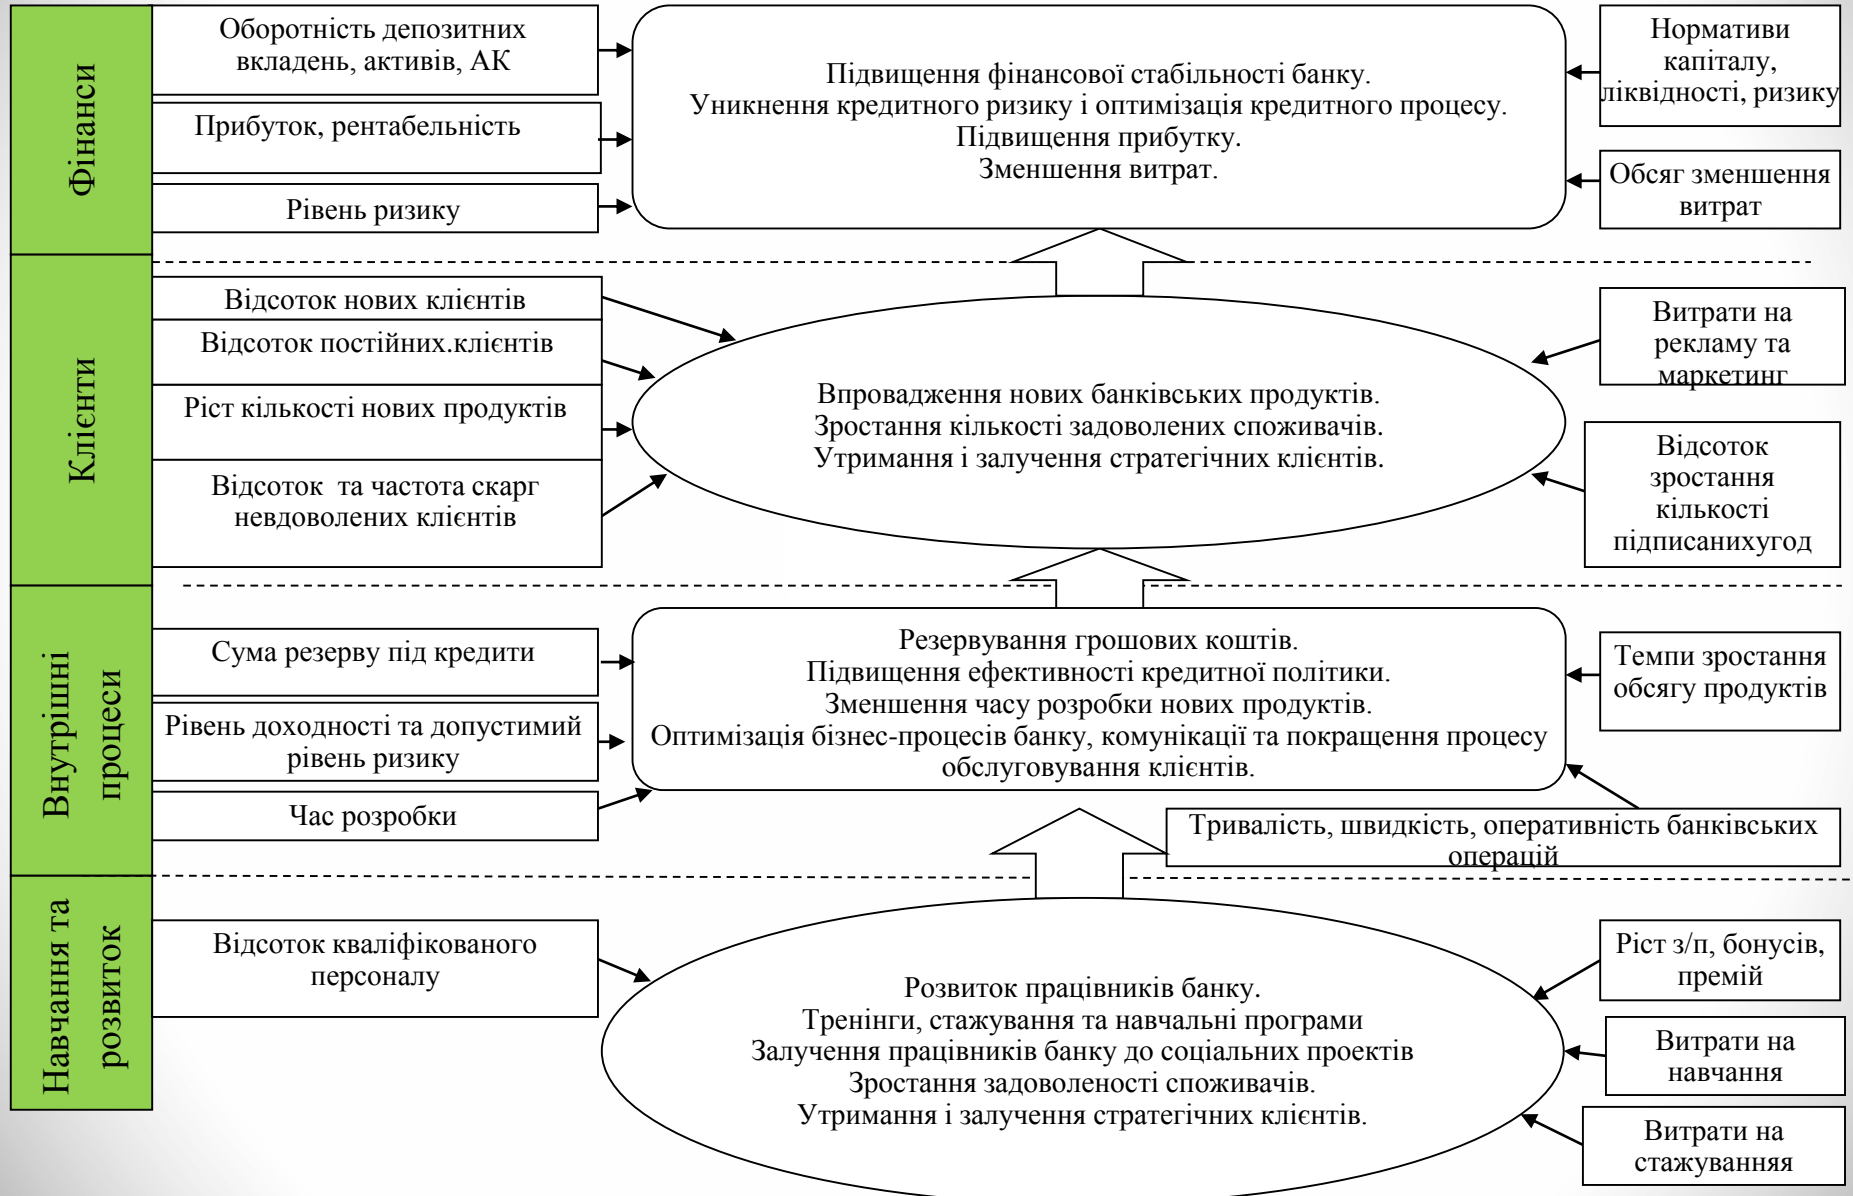 Фінанси
Оборотність депозитних
вкладень, активів, АК
Прибуток, рентабельність
Рівень ризику
Підвищення фінансової стабільності банку.
Уникнення кредитного ризику і оптимізація кредитного процесу.
Підвищення прибутку.
Зменшення витрат.
Нормативи
капіталу,
ліквідності, ризику
Обсяг зменшення
витрат
Клієнти
Відсоток нових клієнтів
Відсоток постійних.клієнтів
Ріст кількості нових продуктів
Відсоток та частота скарг
невдоволених клієнтів
Впровадження нових банківських продуктів.
Зростання кількості задоволених споживачів.
Утримання і залучення стратегічних клієнтів.
Витрати на
рекламу та
маркетинг
Відсоток
зростання
кількості
підписанихугод
Внутрішні
процеси
Сума резерву під кредити
Рівень доходності та допустимий
рівень ризику
Час розробки
Резервування грошових коштів.
Підвищення ефективності кредитної політики.
Зменшення часу розробки нових продуктів.
Оптимізація бізнес-процесів банку, комунікації та покращення процесу
обслуговування клієнтів.
Темпи зростання
обсягу продуктів
Тривалість, швидкість, оперативність банківських
операцій
Навчання та
розвиток
Відсоток кваліфікованого
персоналу
Розвиток працівників банку.
Тренінги, стажування та навчальні програми
Залучення працівників банку до соціальних проектів
Зростання задоволеності споживачів.
Утримання і залучення стратегічних клієнтів.
Ріст з/п, бонусів,
премій
Витрати на
навчання
Витрати на
стажуванняя